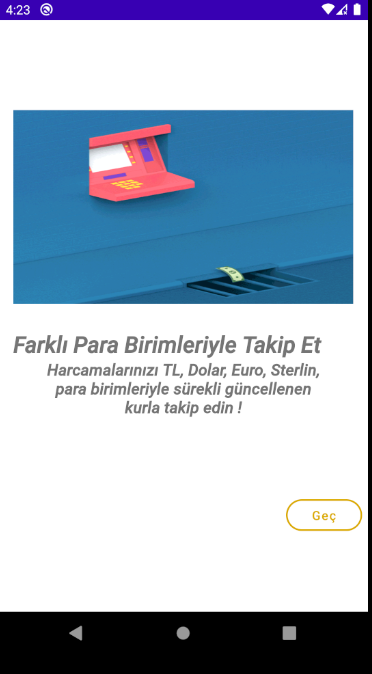 4:23
Farklı Para Birimleriyle Takip Et
Harcamalarınızı TL, Dolar, Euro, Sterlin,
para birimleriyle sürekli güncellenen
kurla takip edin !
Geç